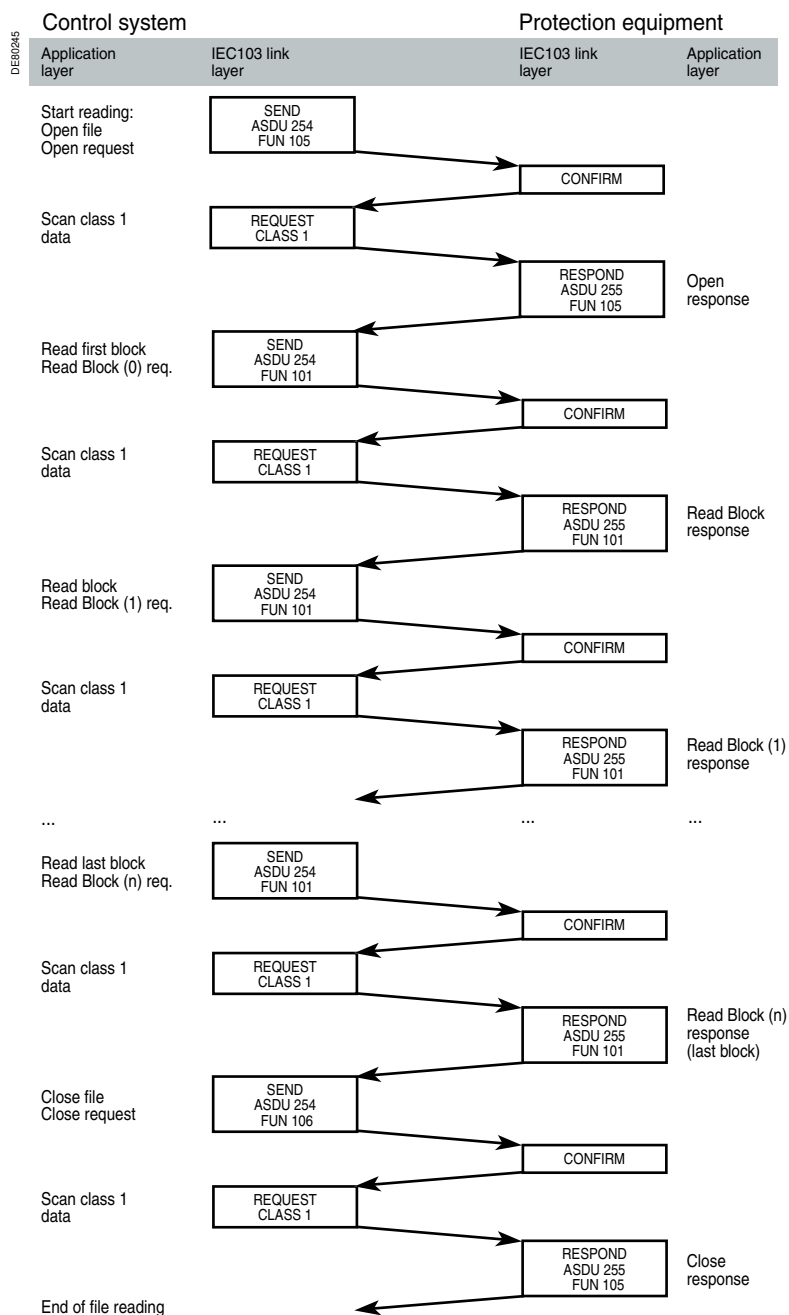 DE80245
Control system
Protection equipment
Application
layer
IEC103 link
layer
IEC103 link
layer
Application
layer
Start reading:
Open file
Open request
SEND
ASDU 254
FUN 105
CONFIRM
Scan class 1
data
REQUEST
CLASS 1
RESPOND
ASDU 255
FUN 105
Open
response
Read first block
Read Block (0) req.
SEND
ASDU 254
FUN 101
CONFIRM
Scan class 1
data
REQUEST
CLASS 1
RESPOND
ASDU 255
FUN 101
Read Block
response
Read block
Read Block (1) req.
SEND
ASDU 254
FUN 101
CONFIRM
Scan class 1
data
REQUEST
CLASS 1
RESPOND
ASDU 255
FUN 101
Read Block (1)
response
...
...
...
...
Read last block
Read Block (n) req.
SEND
ASDU 254
FUN 101
CONFIRM
Scan class 1
data
REQUEST
CLASS 1
RESPOND
ASDU 255
FUN 101
Read Block (n)
response
(last block)
Close file
Close request
SEND
ASDU 254
FUN 106
CONFIRM
Scan class 1
data
REQUEST
CLASS 1
RESPOND
ASDU 255
FUN 105
Close
response
End of file reading